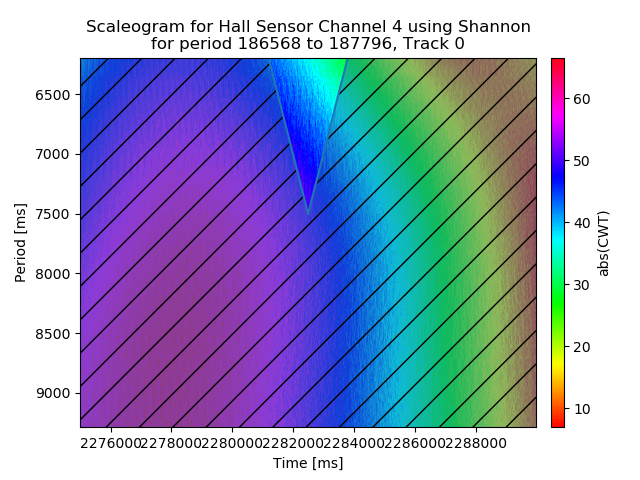 Scaleogram for Hall Sensor Channel 4 using Shannon
for period 186568 to 187796, Track 0
6500
7000
7500
8000
8500
9000
Period [ms]
2276000 2278000 2280000 2282000 2284000 2286000 2288000
Time [ms]
60
50
40
30
20
10
abs(CWT)